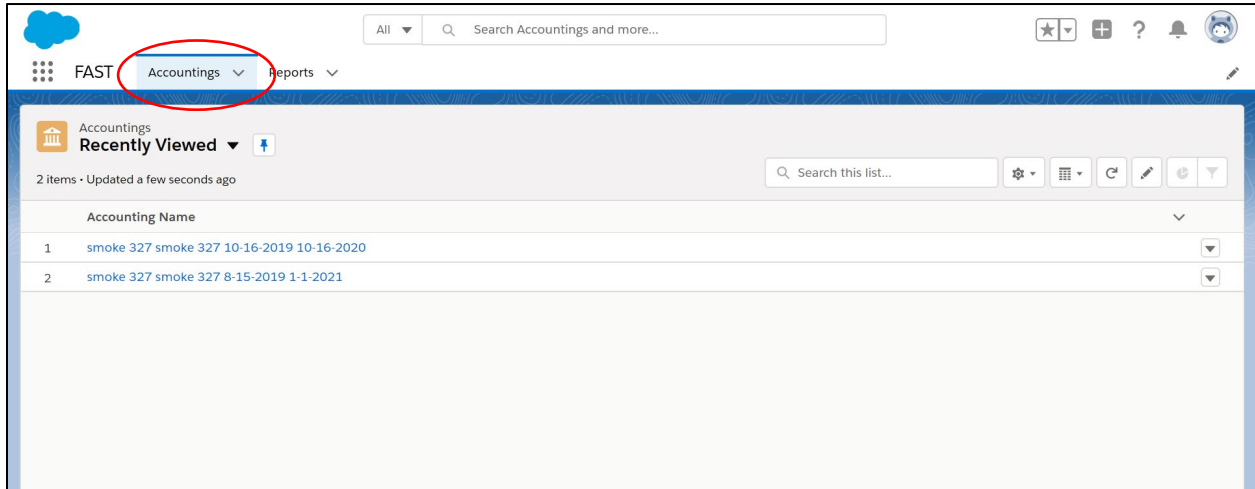 All Search Accountings and more...
FAST Accountings Reports
Accountings
Recently Viewed
2 items • Updated a few seconds ago
Search this list...
Accounting Name
1 smoke 327 smoke 327 10-16-2019 10-16-2020
2 smoke 327 smoke 327 8-15-2019 1-1-2021